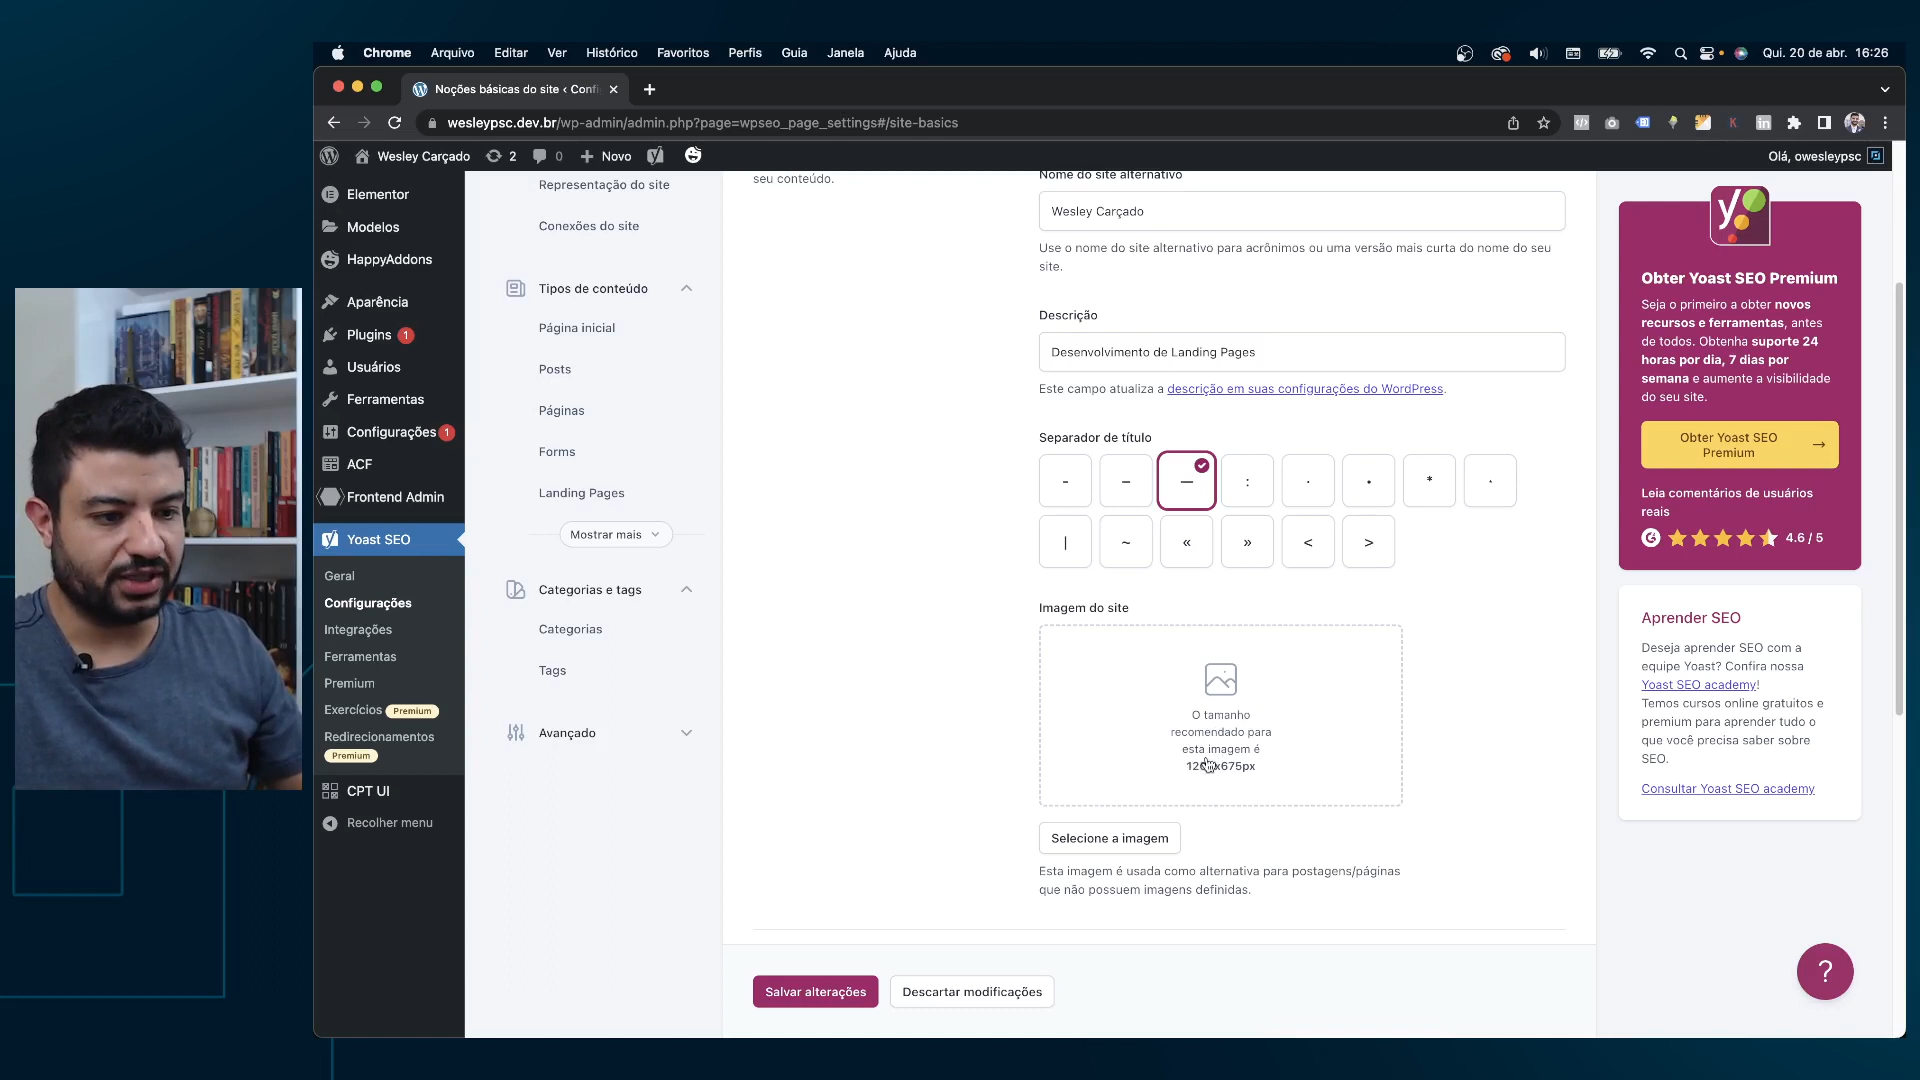 Chrome Arquivo Editar Ver Histórico Favoritos Perfis Guia Janela Ajuda
Qui. 20 de abr. 16:26
Noções básicas do site ‹ Confi
wesleypsc.dev.br/wp-admin/admin.php?page=wpseo_page_settings#/site-basics
Wesley Carçado 2 0 Novo
Olá, owesleypsc
Elementor
Modelos
HappyAddons
Aparência
Plugins 1
Usuários
Ferramentas
Configurações 1
ACF
Frontend Admin
Yoast SEO
Geral
Configurações
Integrações
Ferramentas
Premium
Exercícios Premium
Redirecionamentos
Premium
CPT UI
Recolher menu
Representação do site
Conexões do site
Tipos de conteúdo
Página inicial
Posts
Páginas
Forms
Landing Pages
Mostrar mais
Categorias e tags
Categorias
Tags
Avançado
seu conteúdo.
Nome do site alternativo
Wesley Carçado
Use o nome do site alternativo para acrônimos ou uma versão mais curta do nome do seu
site.
Descrição
Desenvolvimento de Landing Pages
Este campo atualiza a descrição em suas configurações do WordPress.
Separador de título
- – — : · • * ⋆
| ~ « » < >
Imagem do site
O tamanho
recomendado para
esta imagem é
x675px
Selecione a imagem
Esta imagem é usada como alternativa para postagens/páginas
que não possuem imagens definidas.
Salvar alterações
Descartar modificações
Obter Yoast SEO Premium
Seja o primeiro a obter novos
recursos e ferramentas, antes
de todos. Obtenha suporte 24
horas por dia, 7 dias por
semana e aumente a visibilidade
do seu site.
Obter Yoast SEO
Premium →
Leia comentários de usuários
reais
4.6 / 5
Aprender SEO
Deseja aprender SEO com a
equipe Yoast? Confira nossa
Yoast SEO academy!
Temos cursos online gratuitos e
premium para aprender tudo o
que você precisa saber sobre
SEO.
Consultar Yoast SEO academy
?